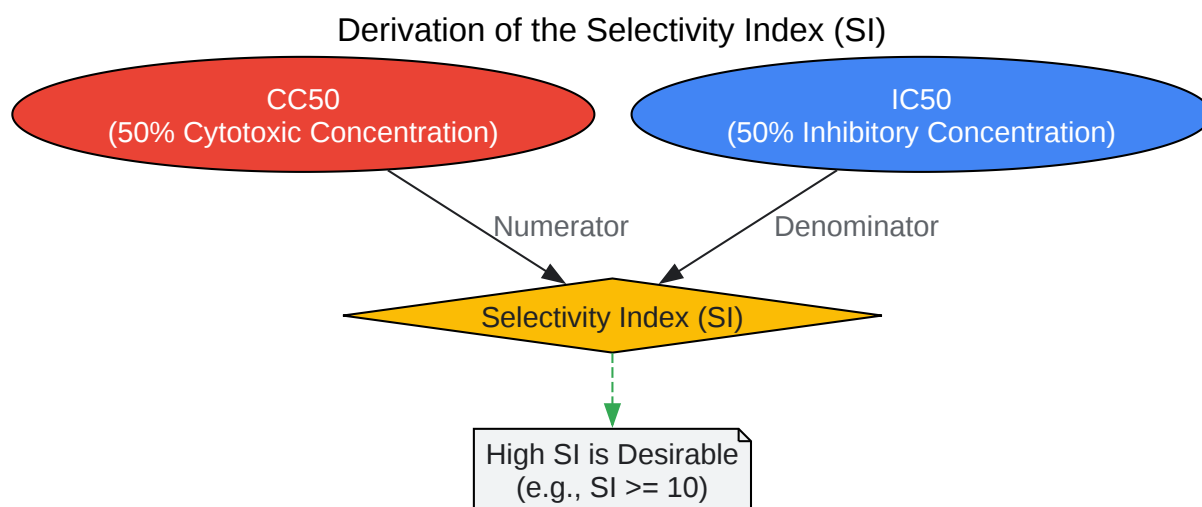 Derivation of the Selectivity Index (SI)
CC50
(50% Cytotoxic Concentration)
IC50
(50% Inhibitory Concentration)
Numerator
Denominator
Selectivity Index (SI)
High SI is Desirable
(e.g., SI >= 10)